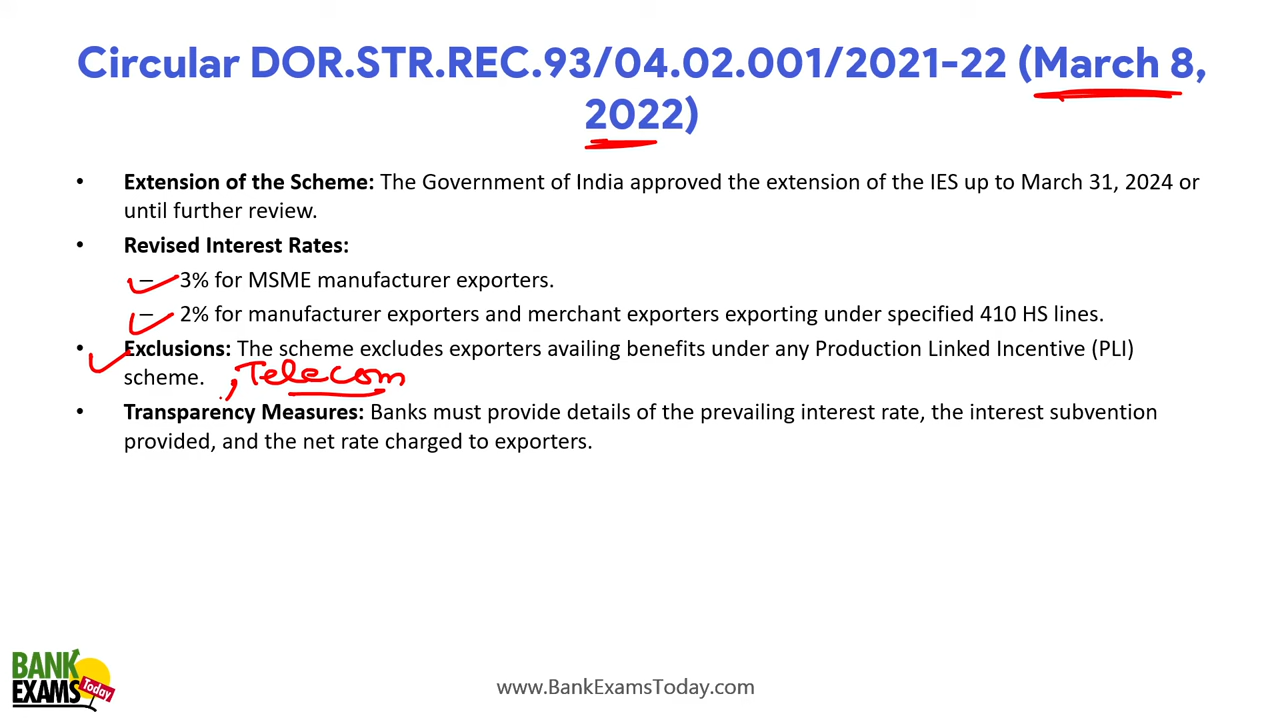 Circular DOR.STR.REC.93/04.02.001/2021-22 (March 8,
2022)
• Extension of the Scheme: The Government of India approved the extension of the IES up to March 31, 2024 or
until further review.
• Revised Interest Rates:
– 3% for MSME manufacturer exporters.
– 2% for manufacturer exporters and merchant exporters exporting under specified 410 HS lines.
• Exclusions: The scheme excludes exporters availing benefits under any Production Linked Incentive (PLI)
scheme. , Telecom
• Transparency Measures: Banks must provide details of the prevailing interest rate, the interest subvention
provided, and the net rate charged to exporters.
BANK
EXAMS Today
www.BankExamsToday.com